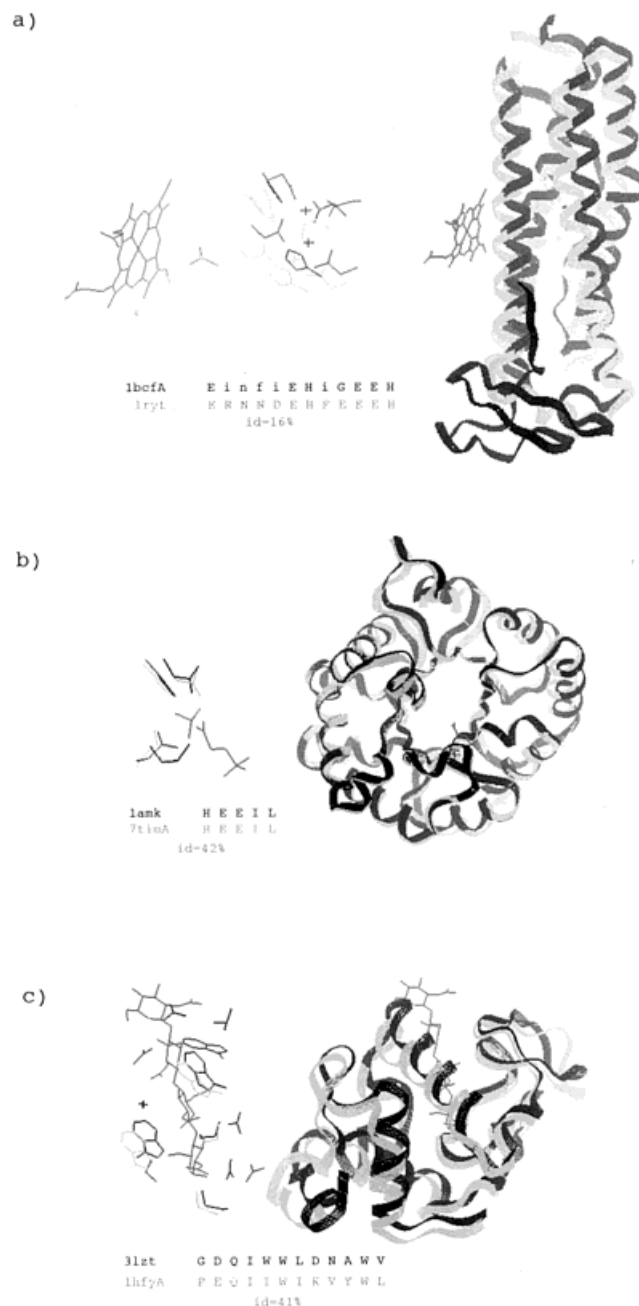 a)
1bcfA E i n f i E H i G E E H
1ryt E R N N D E H F E E E H
id=16%
b)
1amk H E E I L
7timA H E E I L
id=42%
c)
3lzt G D Q I W W L D N A W V
1hfyA P E Q I I W I K V Y W L
id=41%